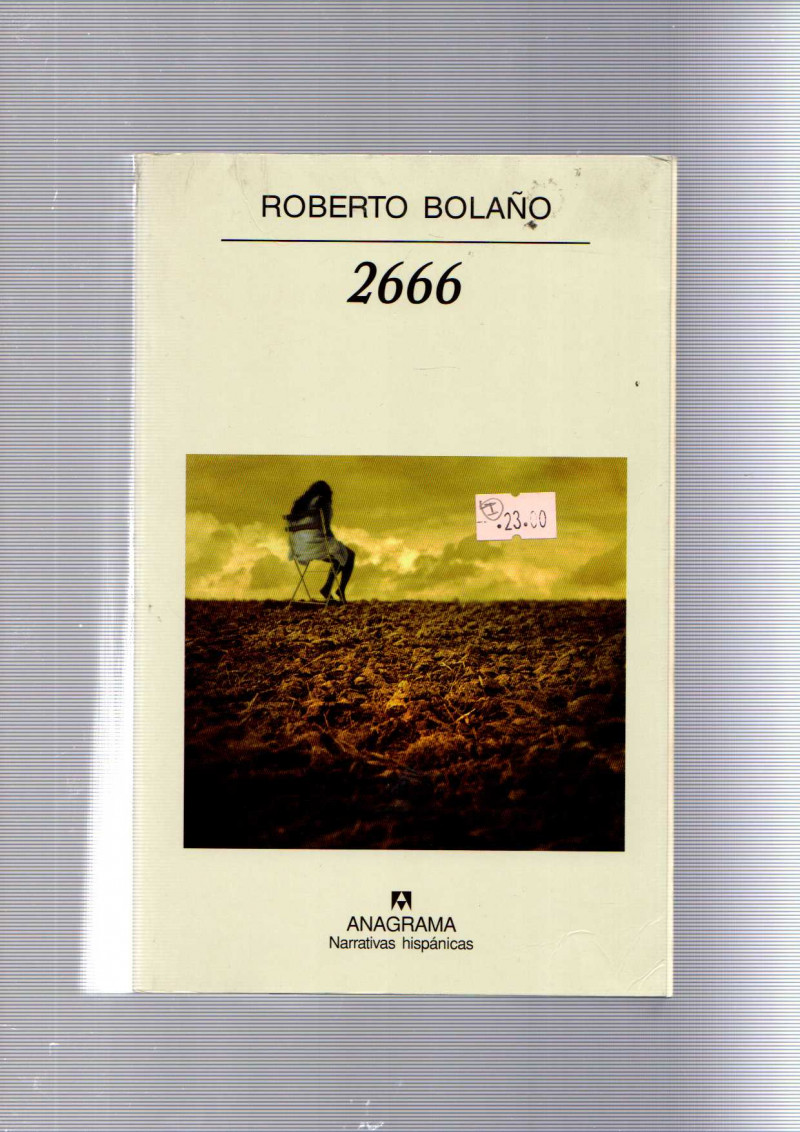 ROBERTO BOLAÑO
2666
.23.00
ANAGRAMA
Narrativas hispánicas